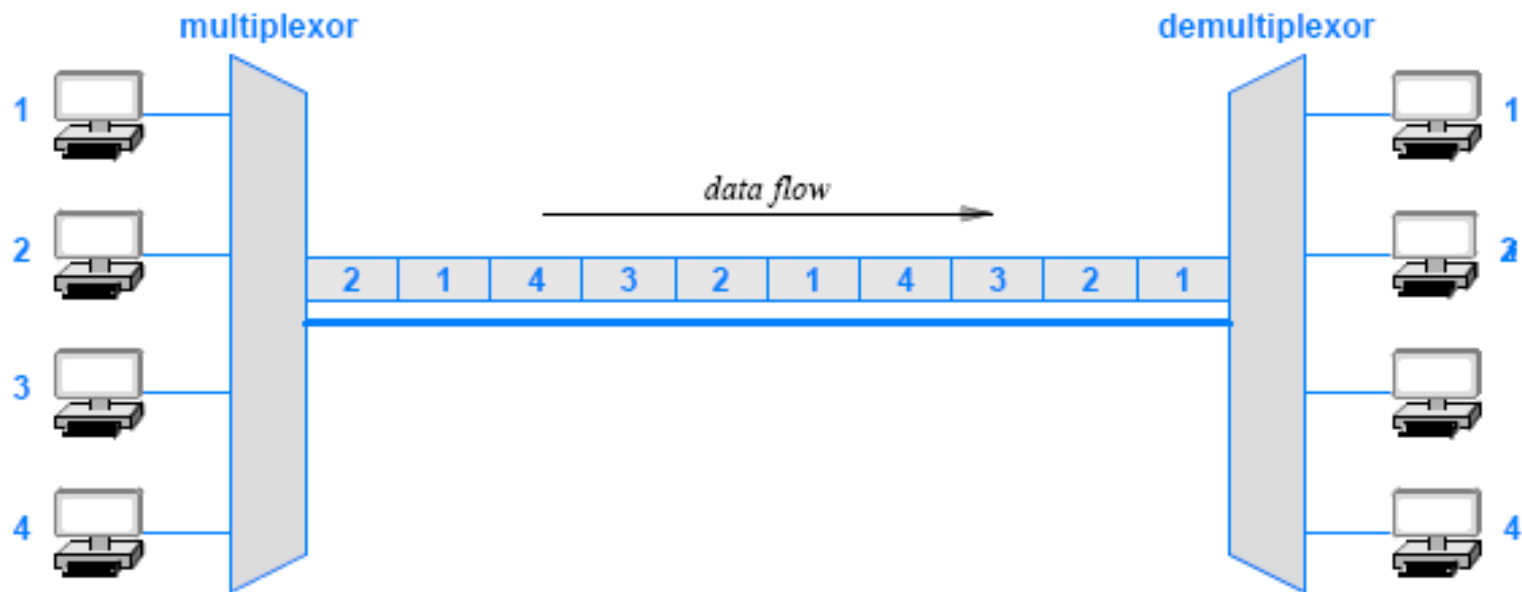 multiplexor demultiplexor
1 1
data flow
2
2 1 4 3 2 1 4 3 2 1
3
4 4